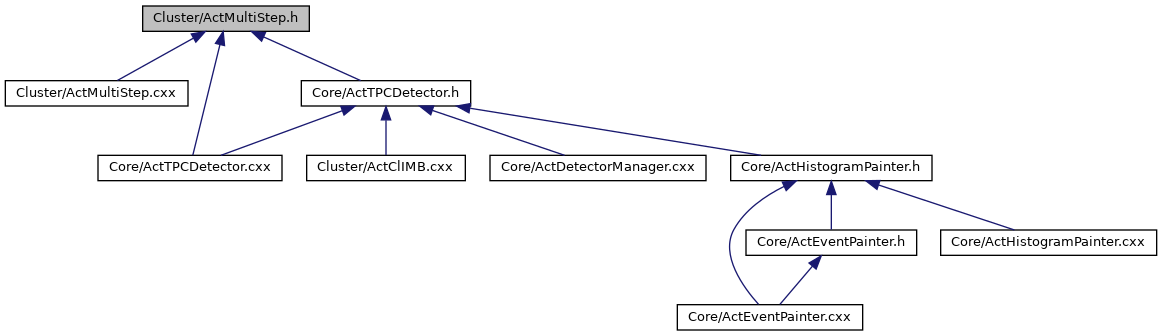 Cluster/ActMultiStep.h
Cluster/ActMultiStep.cxx
Core/ActTPCDetector.h
Core/ActTPCDetector.cxx
Cluster/ActClIMB.cxx
Core/ActDetectorManager.cxx
Core/ActHistogramPainter.h
Core/ActEventPainter.h
Core/ActHistogramPainter.cxx
Core/ActEventPainter.cxx